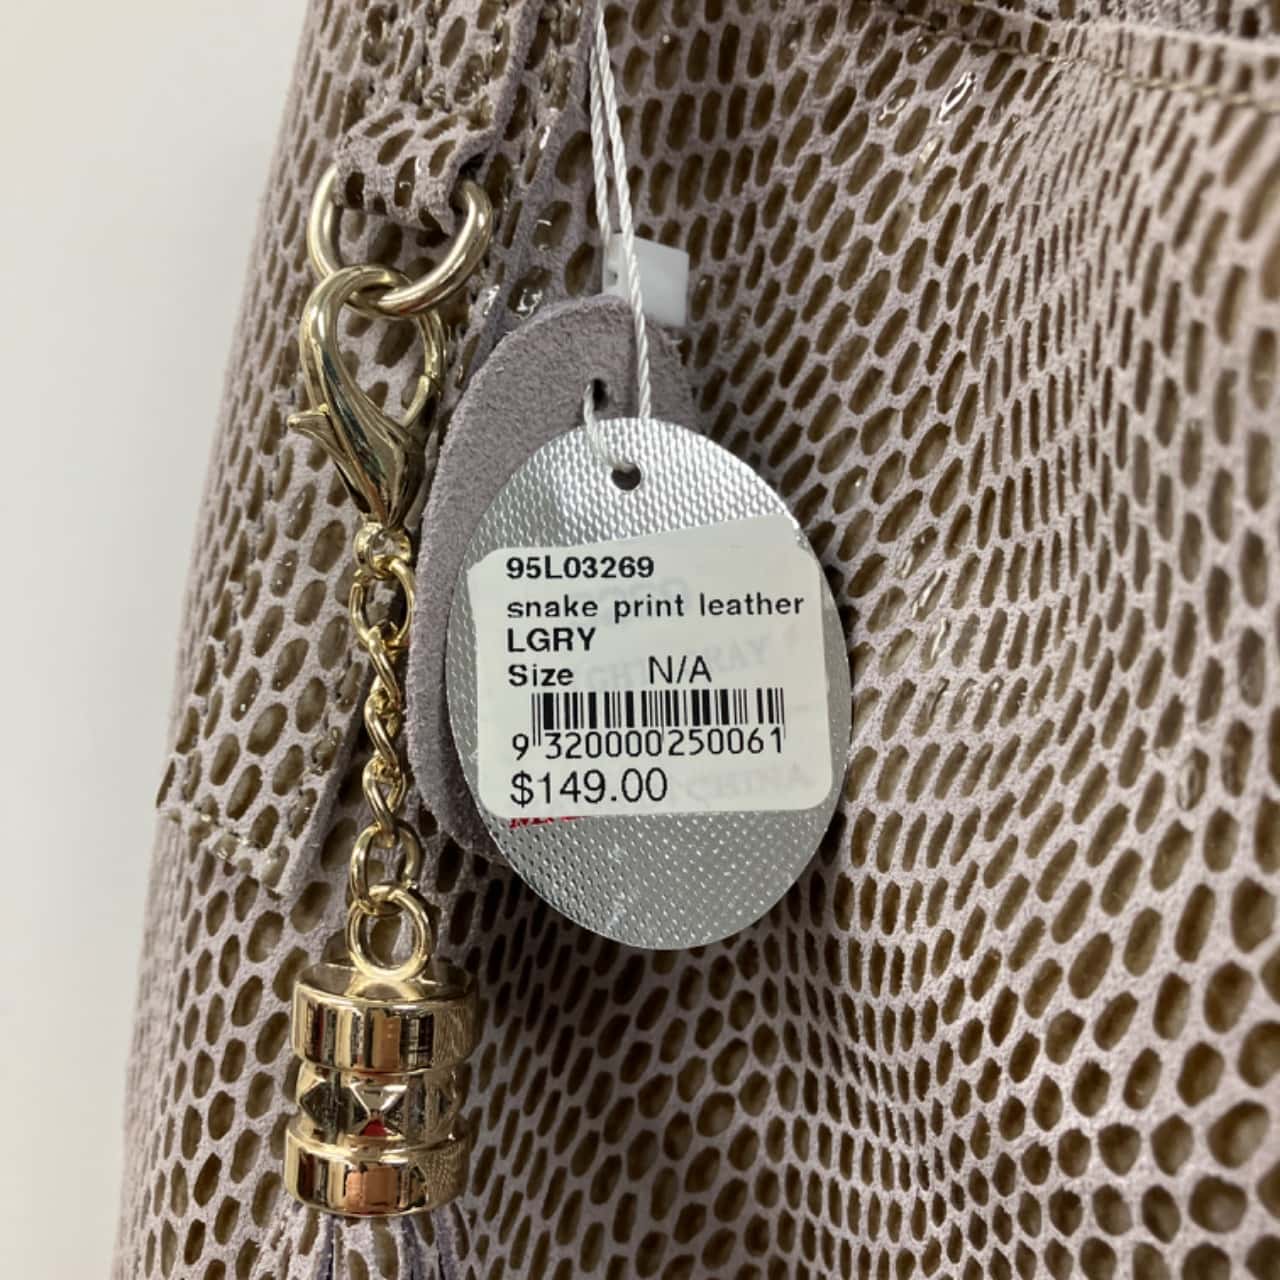 95L03269
snake print leather
LGRY
Size N/A
9 320000 250061
$149.00